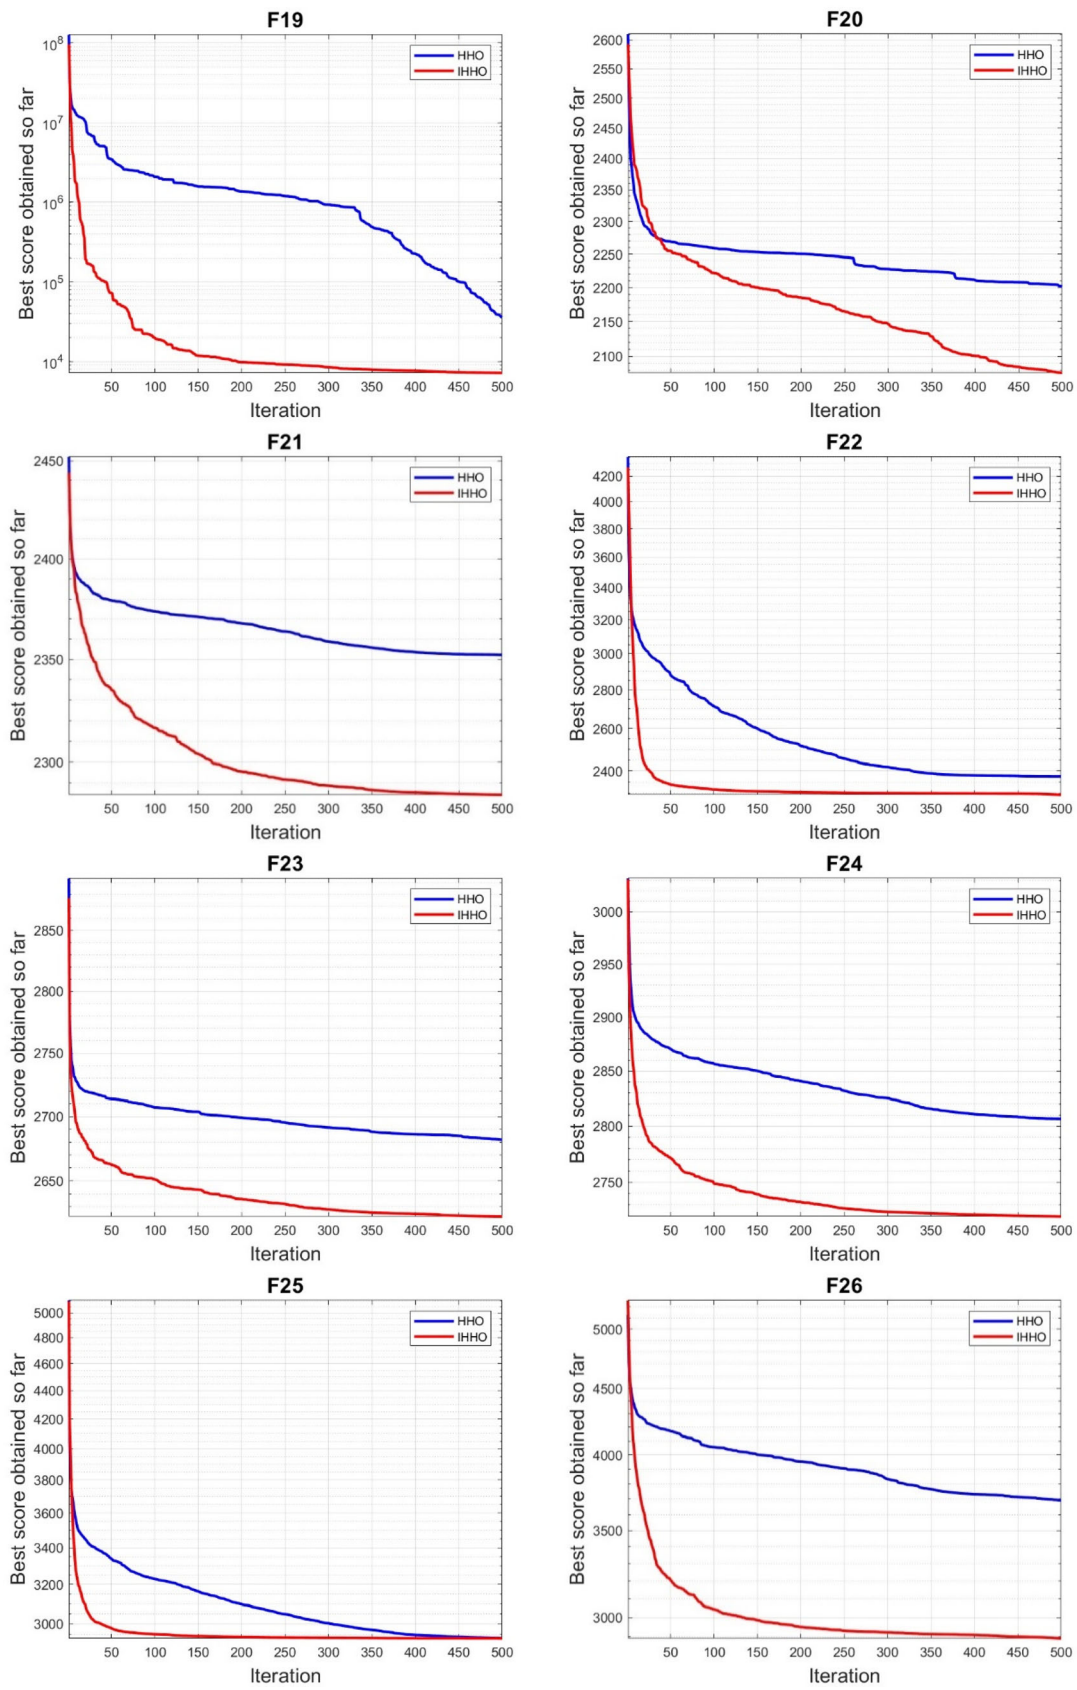 F19
Best score obtained so far
10^8
10^7
10^6
10^5
10^4
HHO
IHHO
50 100 150 200 250 300 350 400 450 500
Iteration
F20
Best score obtained so far
2600
2550
2500
2450
2400
2350
2300
2250
2200
2150
2100
HHO
IHHO
50 100 150 200 250 300 350 400 450 500
Iteration
F21
Best score obtained so far
2450
2400
2350
2300
HHO
IHHO
50 100 150 200 250 300 350 400 450 500
Iteration
F22
Best score obtained so far
4200
4000
3800
3600
3400
3200
3000
2800
2600
2400
HHO
IHHO
50 100 150 200 250 300 350 400 450 500
Iteration
F23
Best score obtained so far
2850
2800
2750
2700
2650
HHO
IHHO
50 100 150 200 250 300 350 400 450 500
Iteration
F24
Best score obtained so far
3000
2950
2900
2850
2800
2750
HHO
IHHO
50 100 150 200 250 300 350 400 450 500
Iteration
F25
Best score obtained so far
5000
4800
4600
4400
4200
4000
3800
3600
3400
3200
3000
HHO
IHHO
50 100 150 200 250 300 350 400 450 500
Iteration
F26
Best score obtained so far
5000
4500
4000
3500
3000
HHO
IHHO
50 100 150 200 250 300 350 400 450 500
Iteration